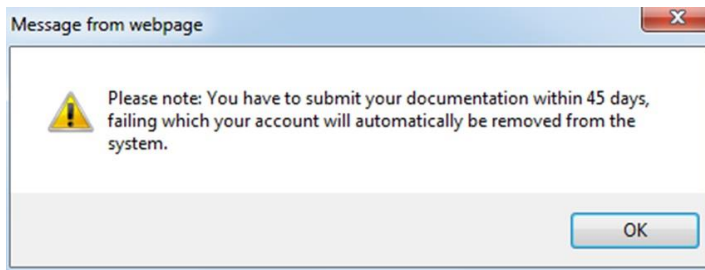 Message from webpage
Please note: You have to submit your documentation within 45 days,
failing which your account will automatically be removed from the
system.
OK